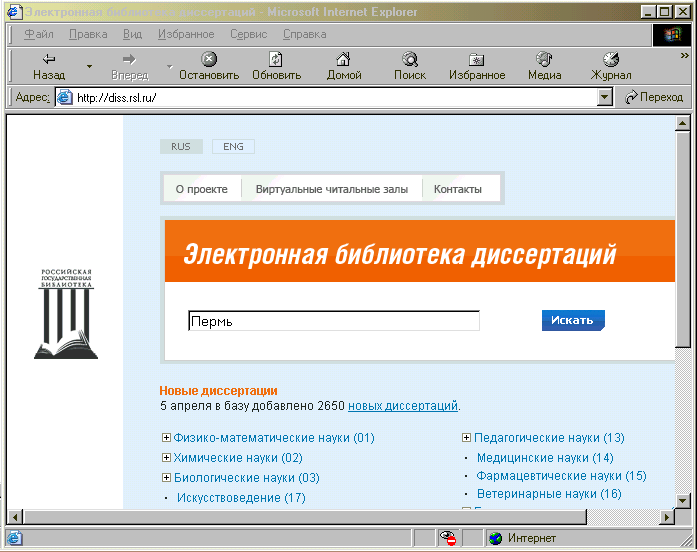 Электронная библиотека диссертаций - Microsoft Internet Explorer
Файл Правка Вид Избранное Сервис Справка
Назад Вперед Остановить Обновить Домой Поиск Избранное Медиа Журнал »
Адрес: http://diss.rsl.ru/ Переход
RUS ENG
О проекте Виртуальные читальные залы Контакты
Электронная библиотека диссертаций
РОССИЙСКАЯ
ГОСУДАРСТВЕННАЯ
БИБЛИОТЕКА
Пермь Искать
Новые диссертации
5 апреля в базу добавлено 2650 новых диссертаций.
Физико-математические науки (01)
Химические науки (02)
Биологические науки (03)
· Искусствоведение (17)
Педагогические науки (13)
· Медицинские науки (14)
· Фармацевтические науки (15)
· Ветеринарные науки (16)
Интернет